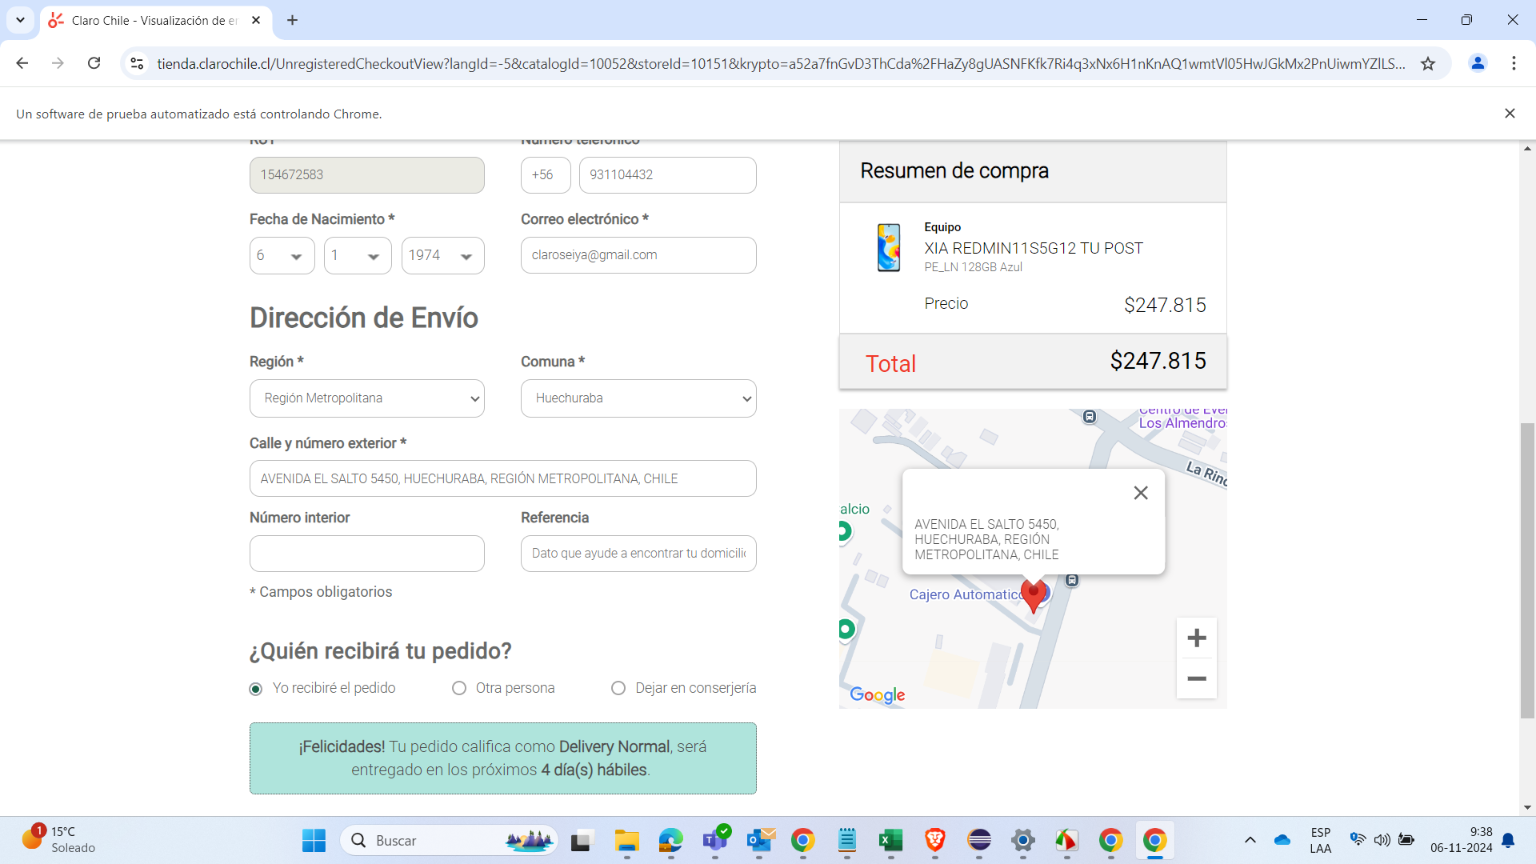 Claro Chile - Visualización de e
tienda.clarochile.cl/UnregisteredCheckoutView?langId=-5&catalogId=10052&storeId=10151&krypto=a52a7fnGvD3ThCda%2FHaZy8gUASNFKfk7Ri4q3xNx6H1nKnAQ1wmtVl05HwJGkMx2PnUiwmYZlLS...
Un software de prueba automatizado está controlando Chrome.
RUT
Número telefónico
154672583
+56
931104432
Fecha de Nacimiento *
Correo electrónico *
6
1
1974
claroseiya@gmail.com
Dirección de Envío
Región *
Comuna *
Región Metropolitana
Huechuraba
Calle y número exterior *
AVENIDA EL SALTO 5450, HUECHURABA, REGIÓN METROPOLITANA, CHILE
Número interior
Referencia
Dato que ayude a encontrar tu domicili
* Campos obligatorios
¿Quién recibirá tu pedido?
Yo recibiré el pedido
Otra persona
Dejar en conserjería
¡Felicidades! Tu pedido califica como Delivery Normal, será
entregado en los próximos 4 día(s) hábiles.
Resumen de compra
Equipo
XIA REDMIN11S5G12 TU POST
PE_LN 128GB Azul
Precio
$247.815
Total
$247.815
Centro de Eve
Los Almendro
La Rinc
alcio
AVENIDA EL SALTO 5450,
HUECHURABA, REGIÓN
METROPOLITANA, CHILE
Cajero Automatico
Google
1
15°C
Soleado
Buscar
ESP
LAA
9:38
06-11-2024